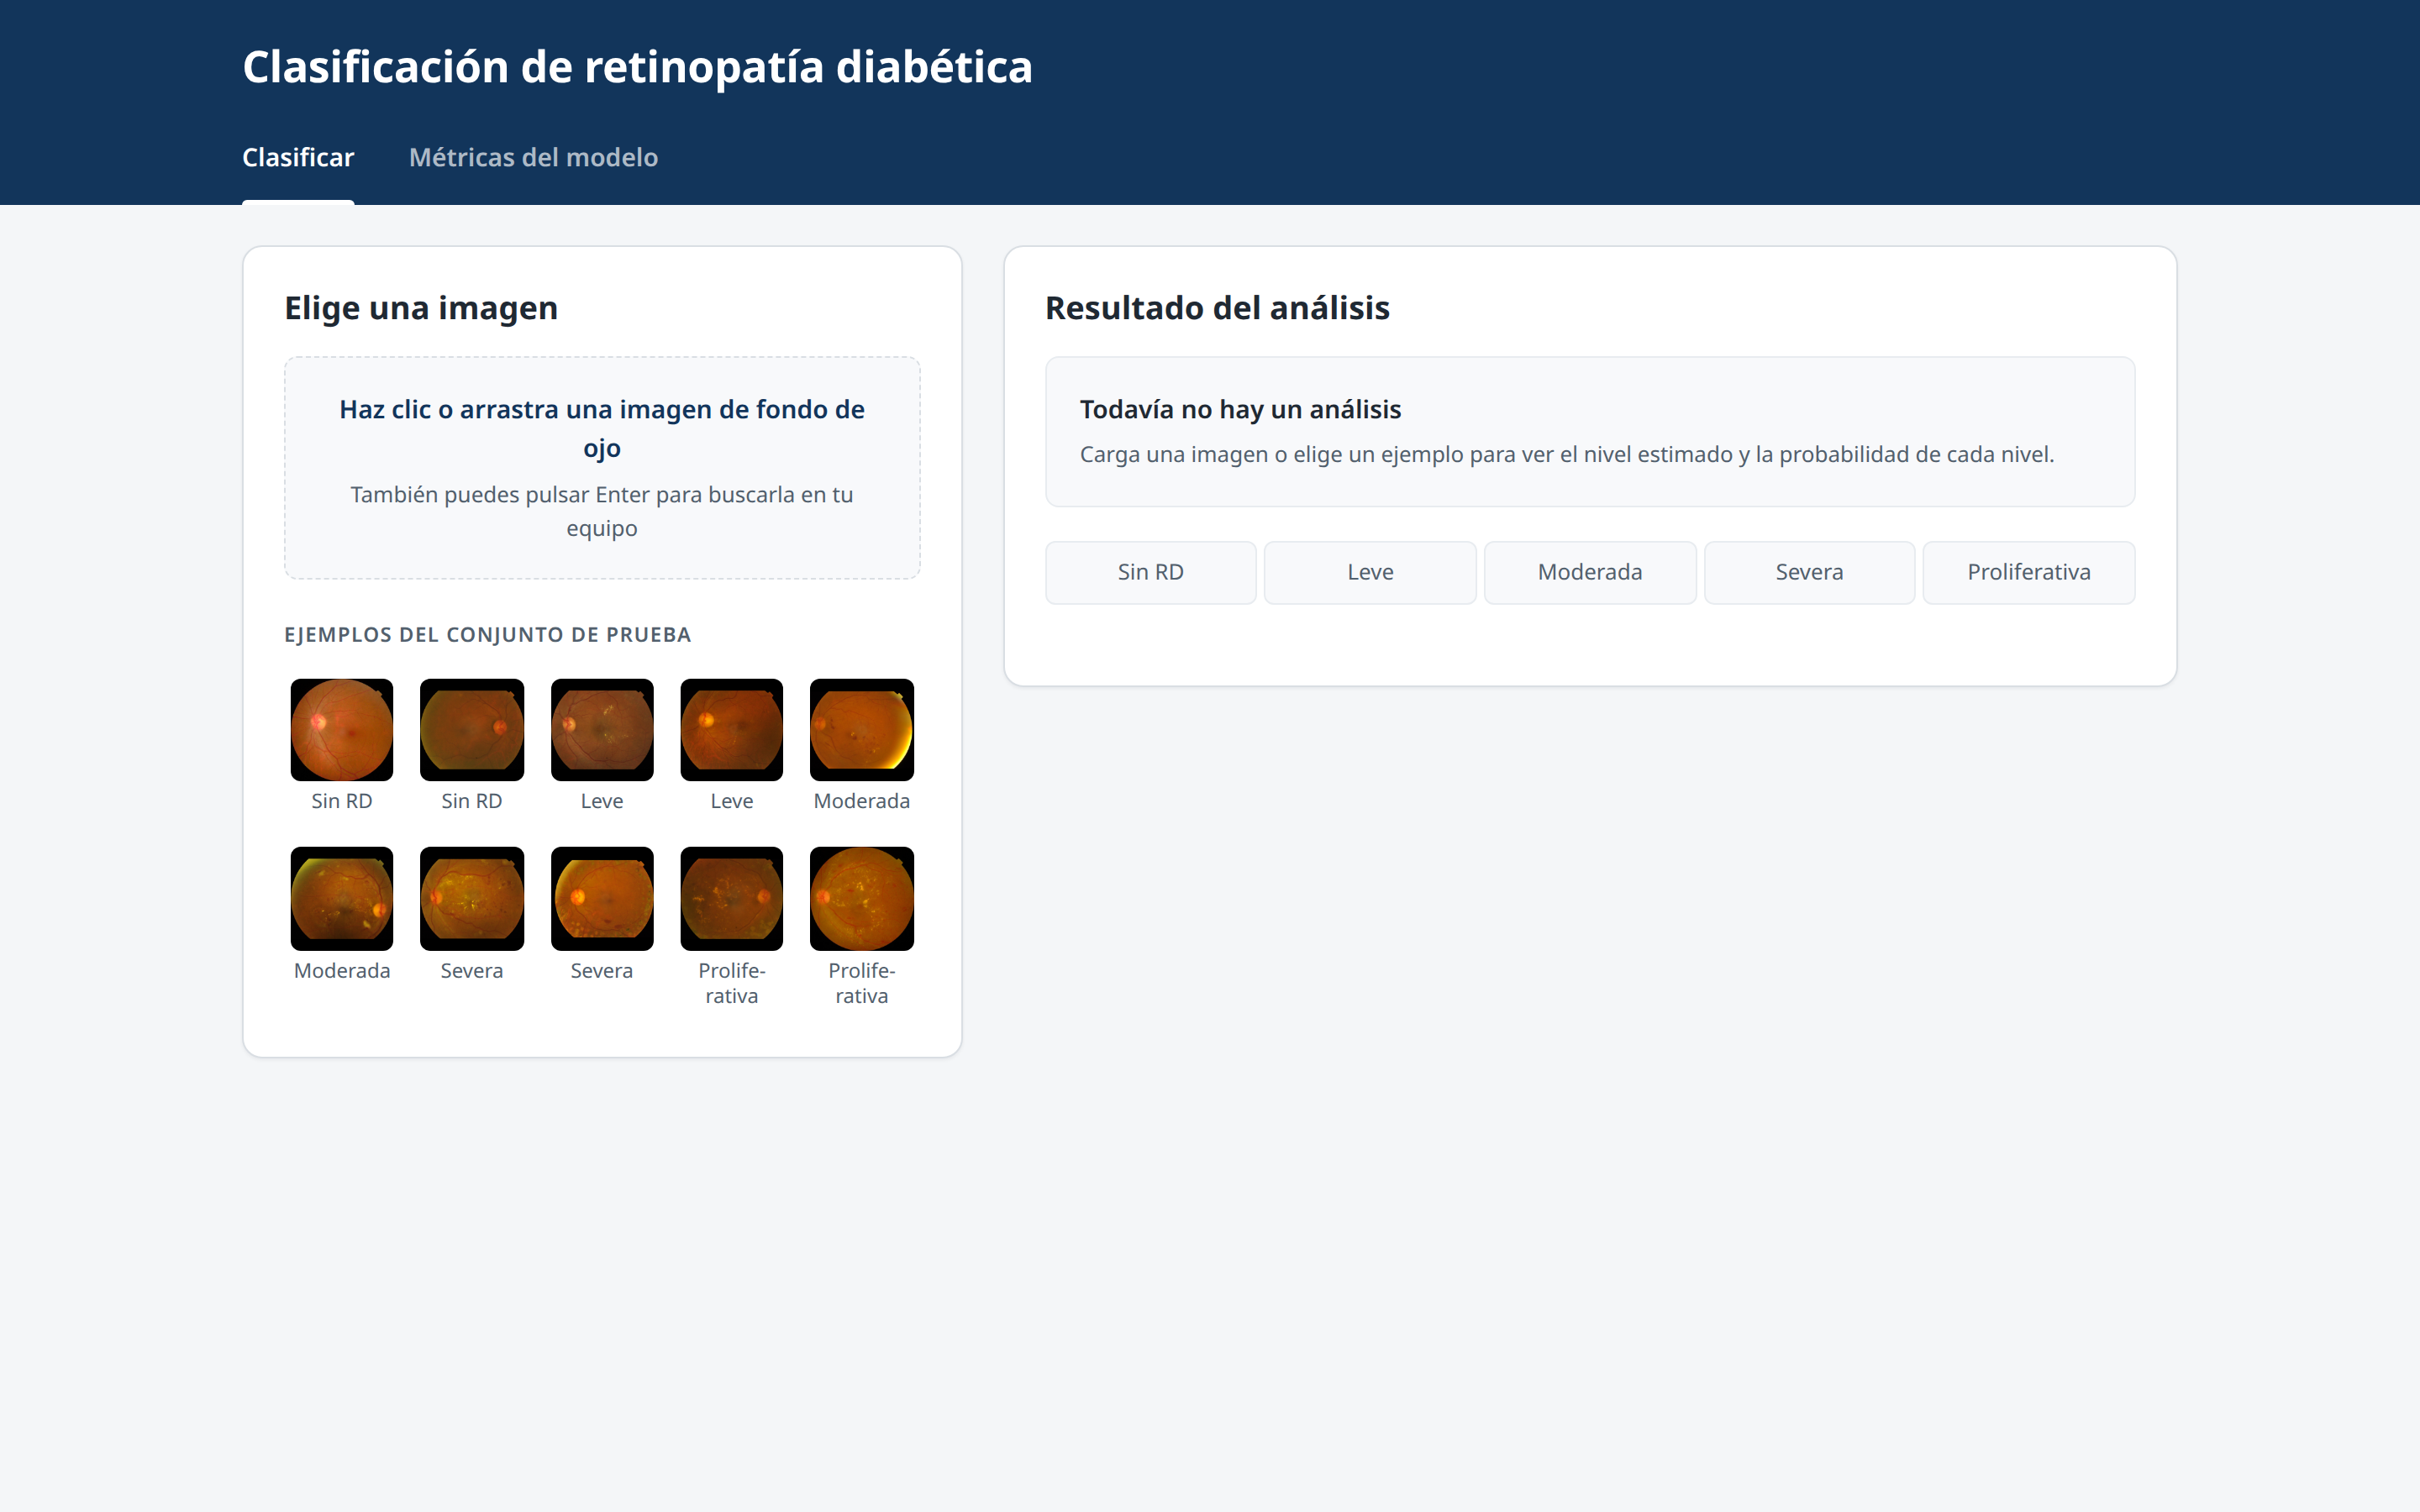 Clasificación de retinopatía diabética
Clasificar
Métricas del modelo
Elige una imagen
Haz clic o arrastra una imagen de fondo de
ojo
También puedes pulsar Enter para buscarla en tu
equipo
EJEMPLOS DEL CONJUNTO DE PRUEBA
Sin RD
Sin RD
Leve
Leve
Moderada
Moderada
Severa
Severa
Prolife-
rativa
Prolife-
rativa
Resultado del análisis
Todavía no hay un análisis
Carga una imagen o elige un ejemplo para ver el nivel estimado y la probabilidad de cada nivel.
Sin RD
Leve
Moderada
Severa
Proliferativa